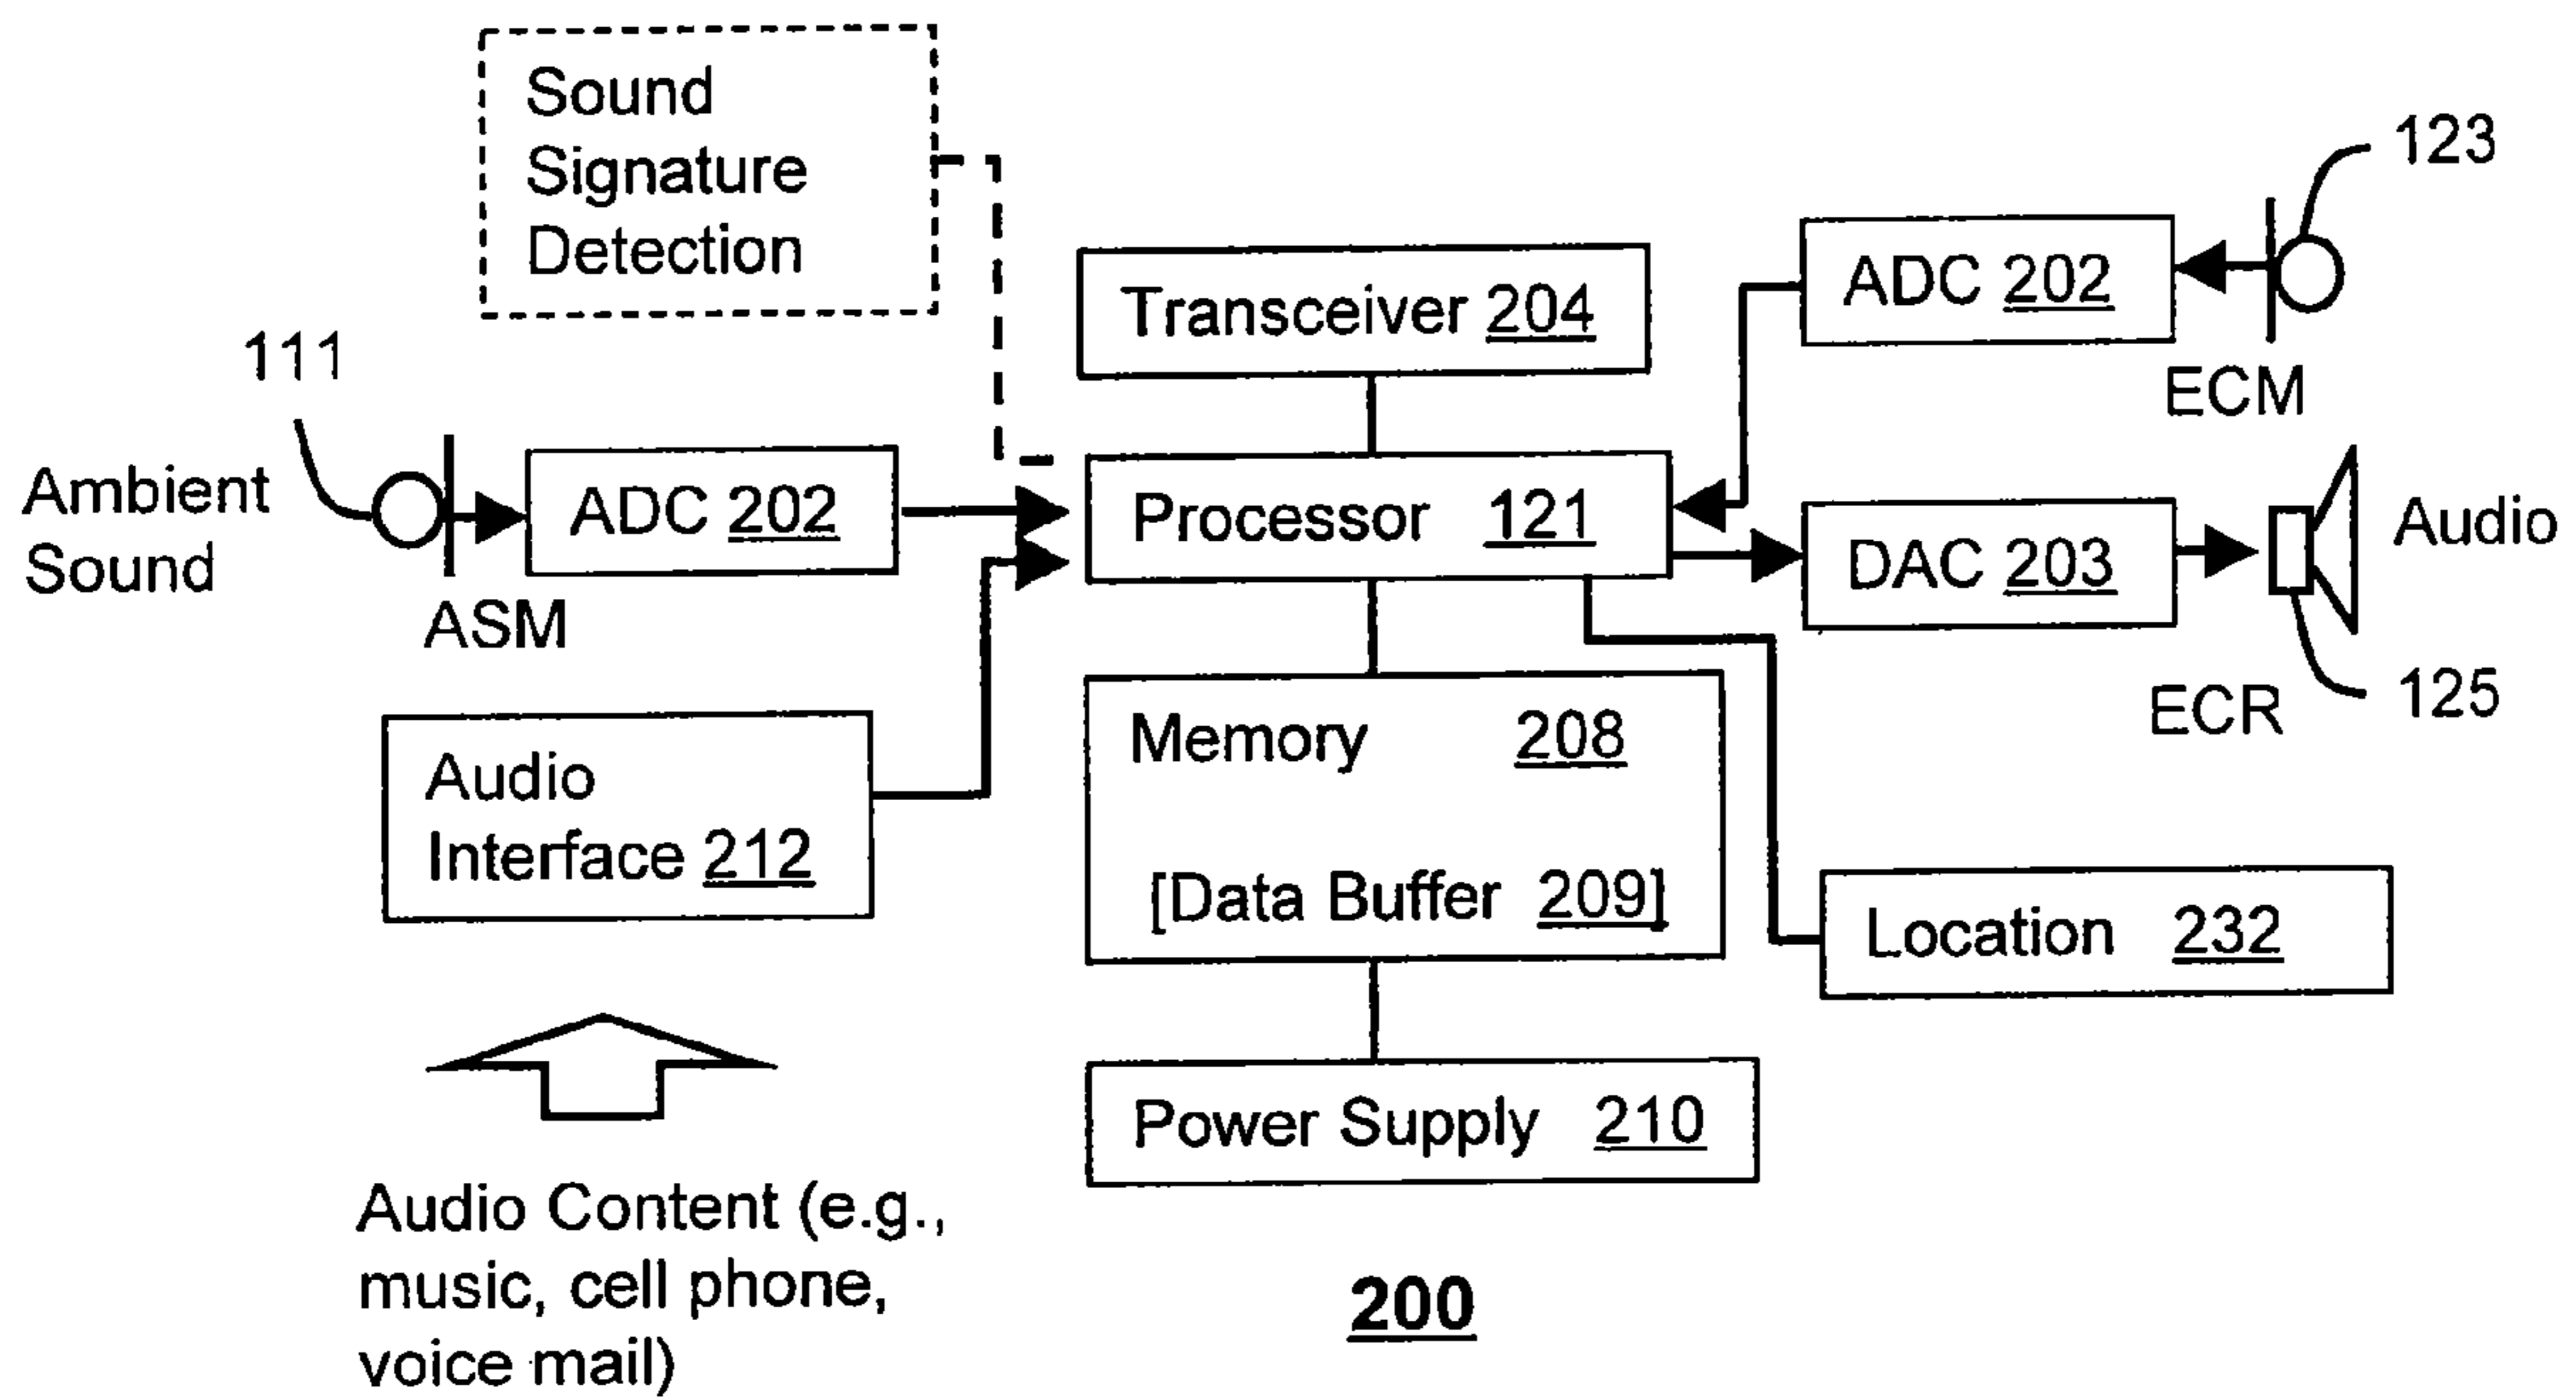 Sound
Signature
Detection
123
Transceiver 204
ADC 202
ECM
111
Ambient
Sound
ASM
ADC 202
Processor 121
DAC 203
Audio
ECR
125
Audio
Interface 212
Memory 208
[Data Buffer 209]
Location 232
Power Supply 210
Audio Content (e.g.,
music, cell phone,
voice mail)
200